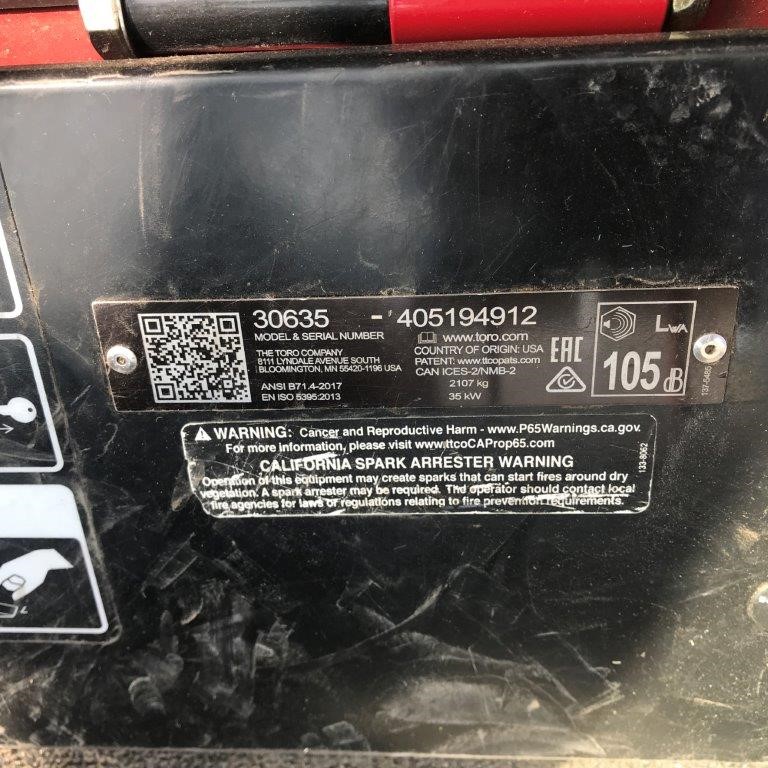 30635 - 405194912
MODEL & SERIAL NUMBER
THE TORO COMPANY
8111 LYNDALE AVENUE SOUTH
BLOOMINGTON, MN 55420-1196 USA
ANSI B71.4-2017
EN ISO 5395:2013
www.toro.com
COUNTRY OF ORIGIN: USA
PATENT: www.ttcopats.com
CAN ICES-2/NMB-2
2107 kg
35 kW
EAC
LWA
105 dB
137-5485
WARNING: Cancer and Reproductive Harm - www.P65Warnings.ca.gov.
For more information, please visit www.ttcoCAProp65.com
CALIFORNIA SPARK ARRESTER WARNING
Operation of this equipment may create sparks that can start fires around dry
vegetation. A spark arrester may be required. The operator should contact local
fire agencies for laws or regulations relating to fire prevention requirements.
133-8062